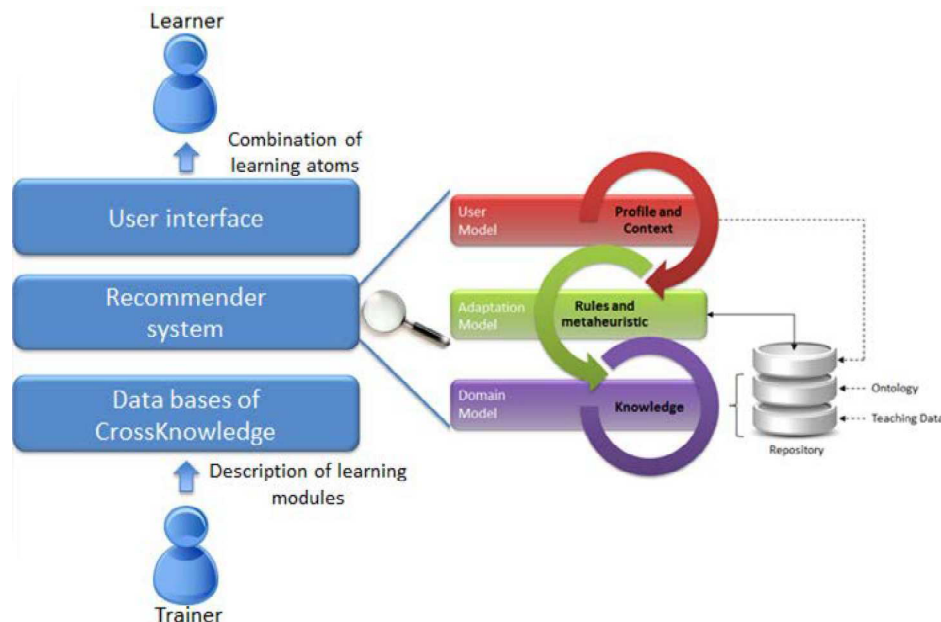 Learner
Combination of
learning atoms
User interface
Recommender
system
Data bases of
CrossKnowledge
Description of learning
modules
Trainer
User
Model
Profile and
Context
Adaptation
Model
Rules and
metaheuristic
Domain
Model
Knowledge
Ontology
Teaching Data
Repository